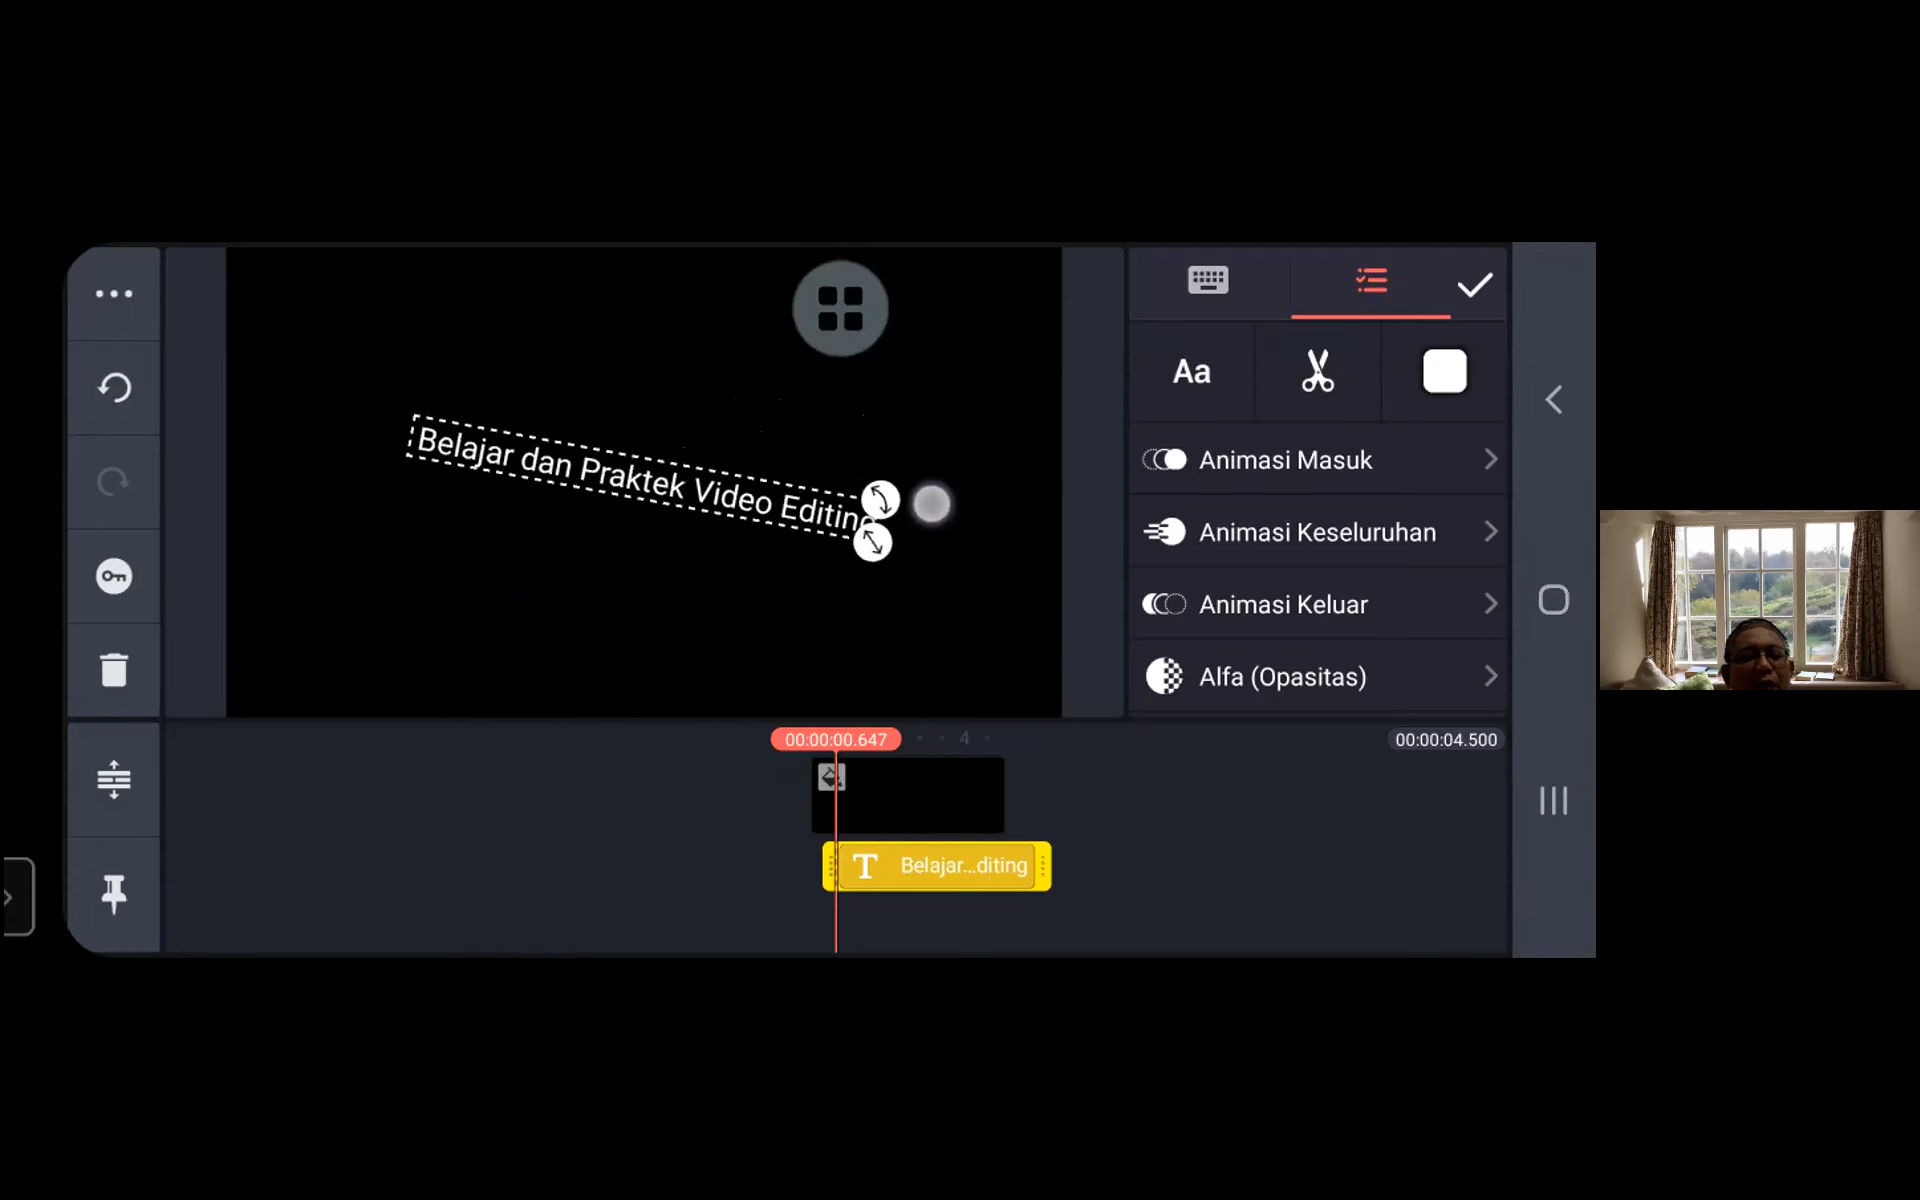 Belajar dan Praktek Video Editing
Aa
Animasi Masuk
Animasi Keseluruhan
Animasi Keluar
Alfa (Opasitas)
00:00:00.647
4
00:00:04.500
T Belajar...diting